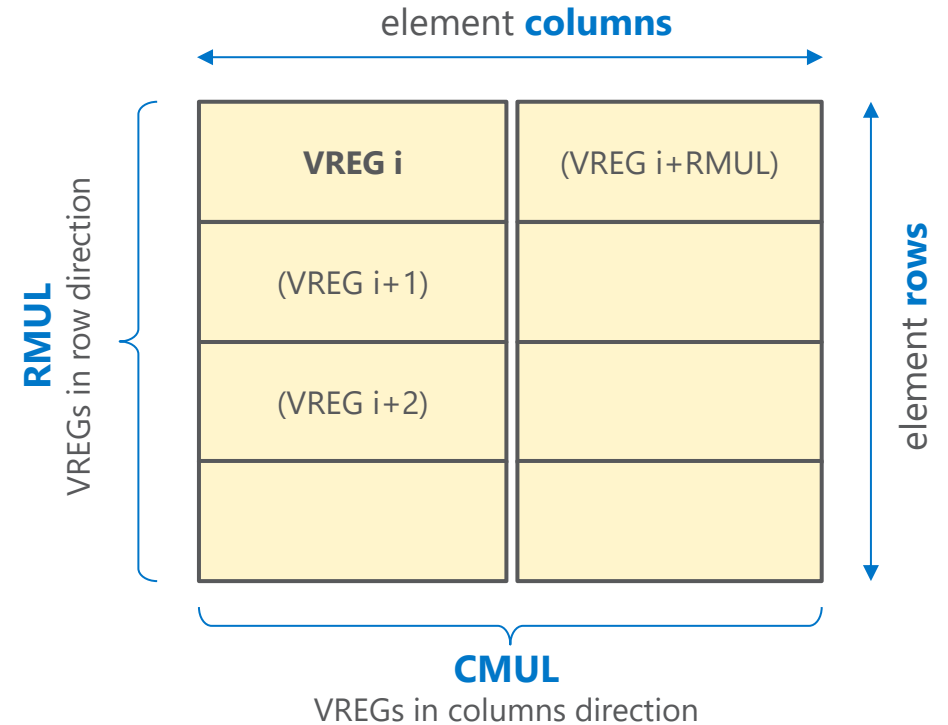 element columns
VREG i
(VREG i+RMUL)
(VREG i+1)
(VREG i+2)
RMUL
VREGs in row direction
element rows
CMUL
VREGs in columns direction